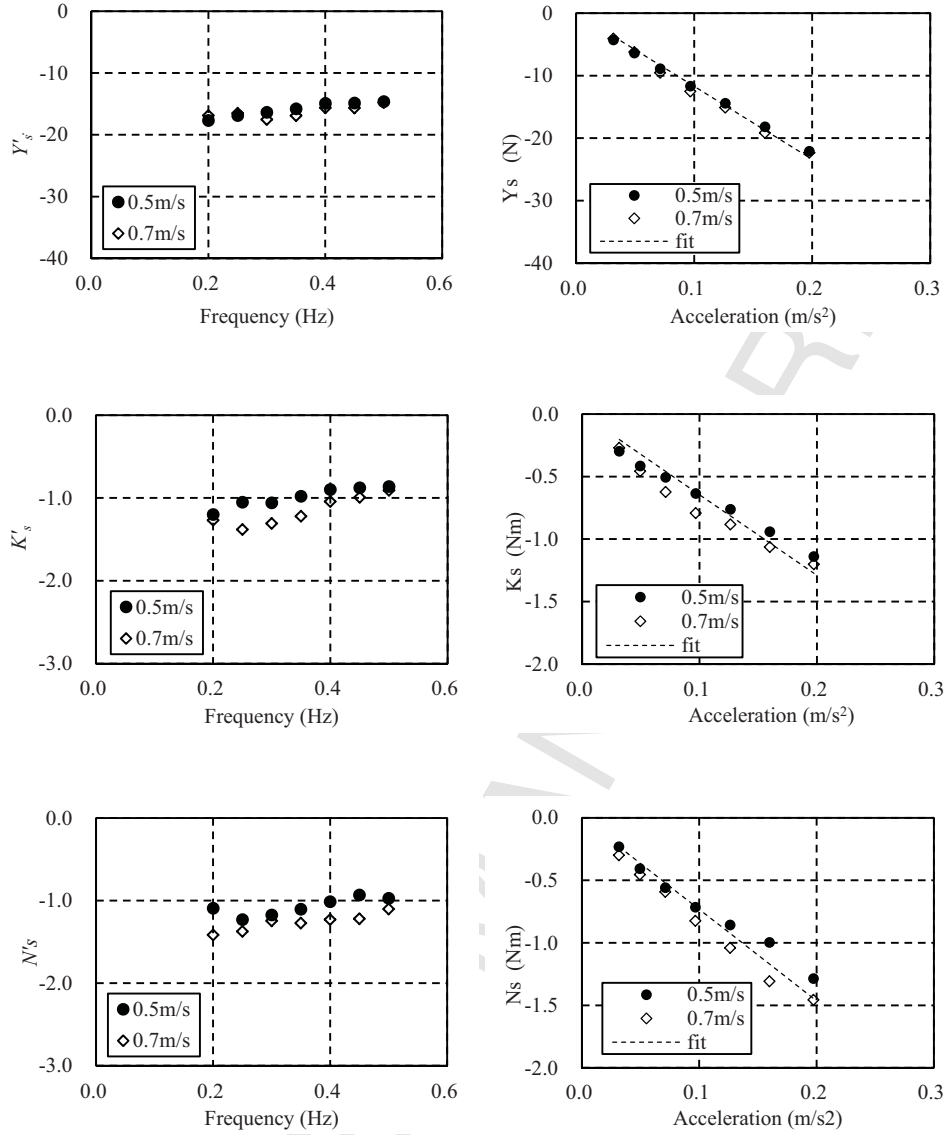 0
-10
-20
-30
-40
Y's
0.0 0.2 0.4 0.6
Frequency (Hz)
0.5m/s
0.7m/s
0
-10
-20
-30
-40
Ys (N)
0.0 0.1 0.2 0.3
Acceleration (m/s²)
0.5m/s
0.7m/s
fit
0.0
-1.0
-2.0
-3.0
K's
0.0 0.2 0.4 0.6
Frequency (Hz)
0.5m/s
0.7m/s
0.0
-0.5
-1.0
-1.5
-2.0
Ks (Nm)
0.0 0.1 0.2 0.3
Acceleration (m/s²)
0.5m/s
0.7m/s
fit
0.0
-1.0
-2.0
-3.0
N's
0.0 0.2 0.4 0.6
Frequency (Hz)
0.5m/s
0.7m/s
0.0
-0.5
-1.0
-1.5
-2.0
Ns (Nm)
0.0 0.1 0.2 0.3
Acceleration (m/s2)
0.5m/s
0.7m/s
fit